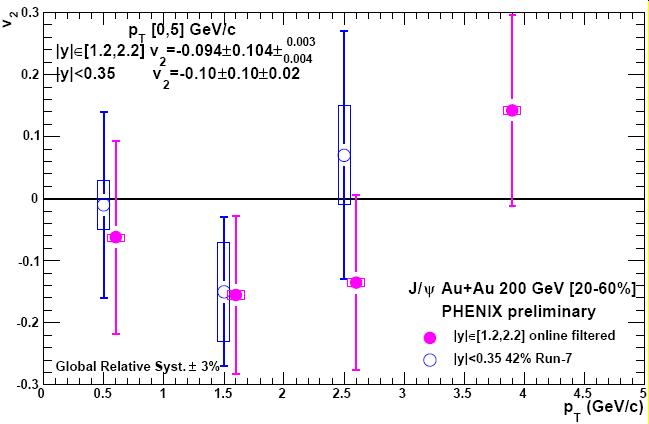 v2
0.3
0.2
0.1
0
-0.1
-0.2
-0.3
pT [0,5] GeV/c
|y|∈[1.2,2.2] v2=-0.094±0.104± 0.003 0.004
|y|<0.35 v2=-0.10±0.10±0.02
J/ψ Au+Au 200 GeV [20-60%]
PHENIX preliminary
|y|∈[1.2,2.2] online filtered
|y|<0.35 42% Run-7
Global Relative Syst. ± 3%
0 0.5 1 1.5 2 2.5 3 3.5 4 4.5 5
pT (GeV/c)